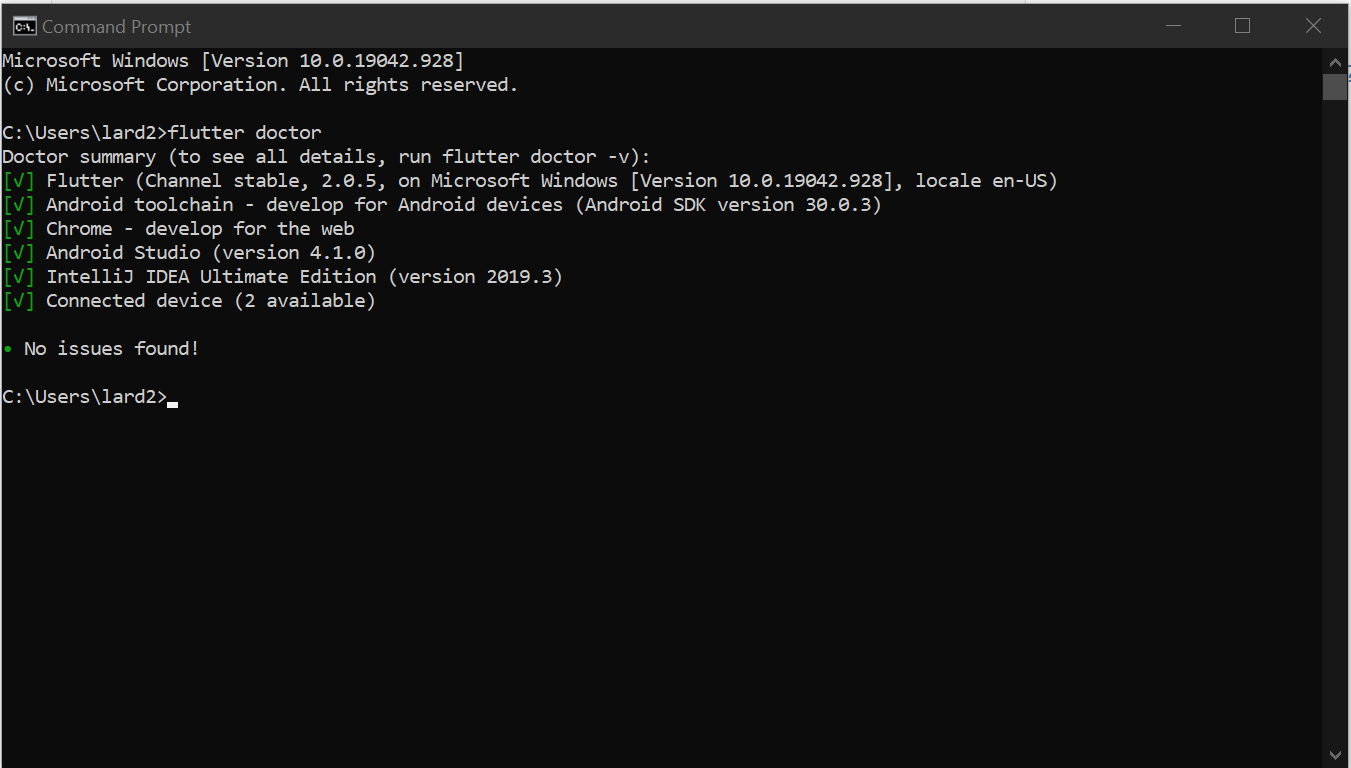 Command Prompt
Microsoft Windows [Version 10.0.19042.928]
(c) Microsoft Corporation. All rights reserved.
C:\Users\lard2>flutter doctor
Doctor summary (to see all details, run flutter doctor -v):
[√] Flutter (Channel stable, 2.0.5, on Microsoft Windows [Version 10.0.19042.928], locale en-US)
[√] Android toolchain - develop for Android devices (Android SDK version 30.0.3)
[√] Chrome - develop for the web
[√] Android Studio (version 4.1.0)
[√] IntelliJ IDEA Ultimate Edition (version 2019.3)
[√] Connected device (2 available)
• No issues found!
C:\Users\lard2>